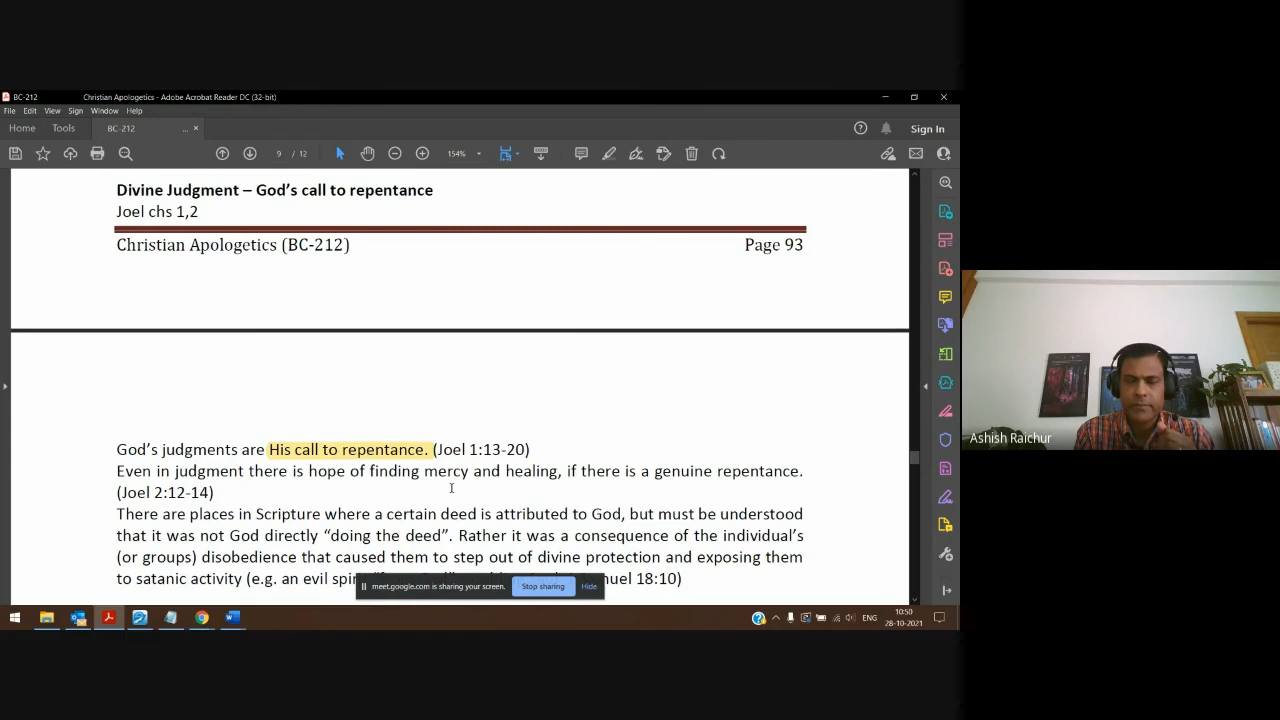 BC-212 Christian Apologetics - Adobe Acrobat Reader DC (32-bit)
File Edit View Sign Window Help
Home Tools BC-212 ... × Sign In
9 / 12 154%
Divine Judgment – God’s call to repentance
Joel chs 1,2
Christian Apologetics (BC-212) Page 93
God’s judgments are His call to repentance. (Joel 1:13-20)
Even in judgment there is hope of finding mercy and healing, if there is a genuine repentance.
(Joel 2:12-14)
There are places in Scripture where a certain deed is attributed to God, but must be understood
that it was not God directly “doing the deed”. Rather it was a consequence of the individual’s
(or groups) disobedience that caused them to step out of divine protection and exposing them
to satanic activity (e.g. an evil 18:10)
meet.google.com is sharing your screen. Stop sharing Hide
Ashish Raichur
ENG
10:50
28-10-2021